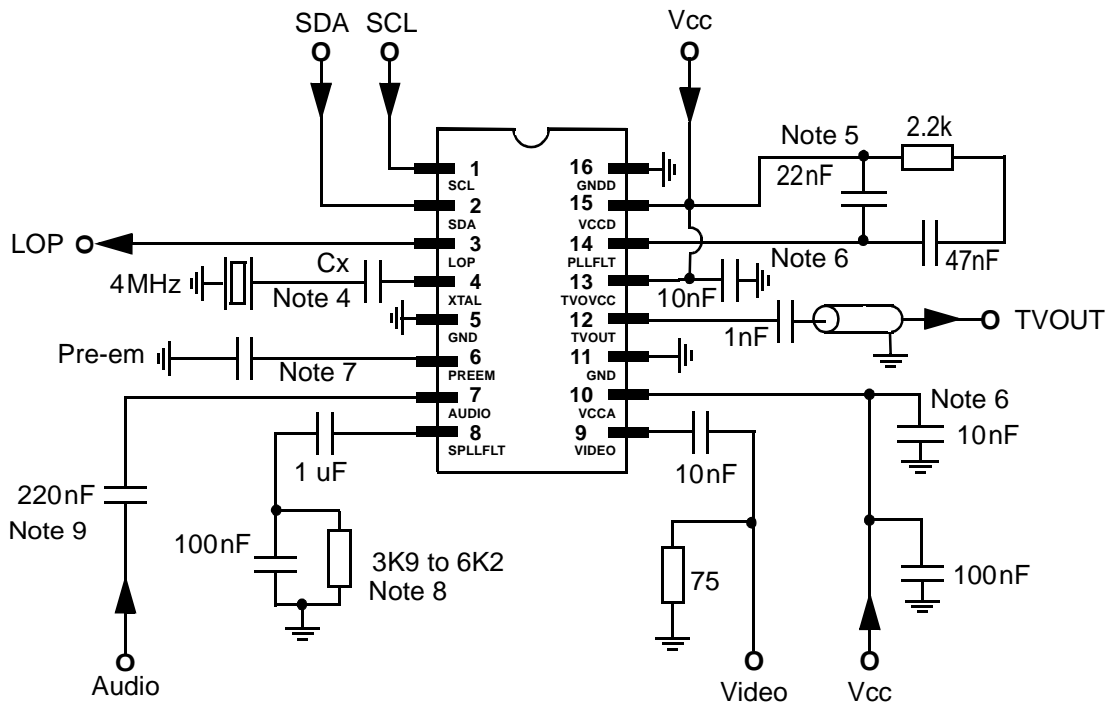 SDA SCL
Vcc
LOP
4MHz
Cx
Note 4
Pre-em
Note 7
220nF
Note 9
Audio
1 uF
100nF
3K9 to 6K2
Note 8
1
SCL
2
SDA
3
LOP
4
XTAL
5
GND
6
PREEM
7
AUDIO
8
SPLLFLT
16
GNDD
15
VCCD
14
PLLFLT
13
TVOVCC
12
TVOUT
11
GND
10
VCCA
9
VIDEO
Note 5
2.2k
22nF
Note 6
47nF
10nF
1nF
TVOUT
Note 6
10nF
10nF
75
100nF
Video
Vcc